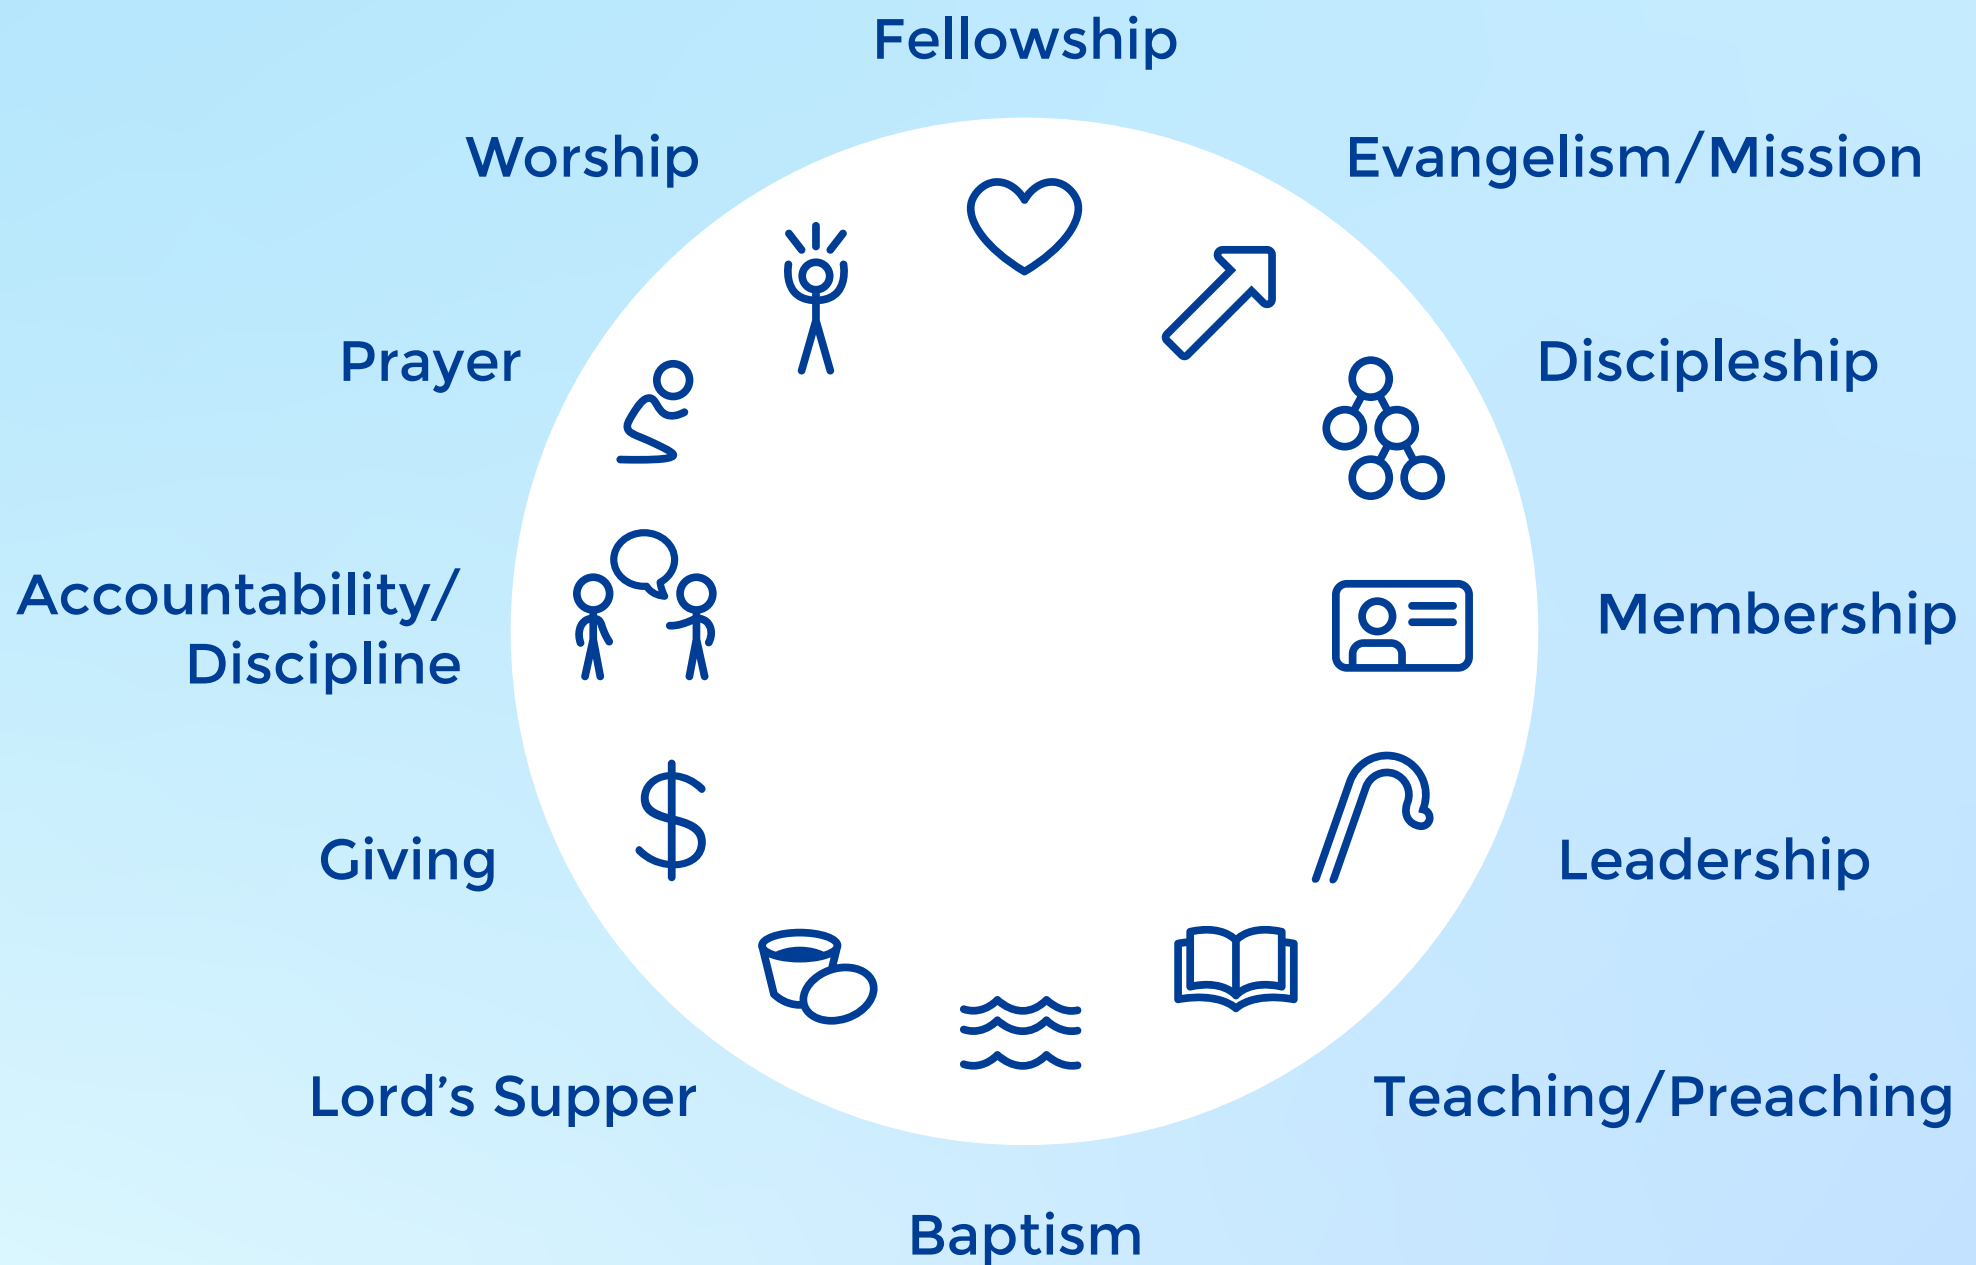 Fellowship
Worship
Evangelism/Mission
Prayer
Discipleship
Accountability/
Discipline
Membership
Giving
Leadership
Lord’s Supper
Teaching/Preaching
Baptism